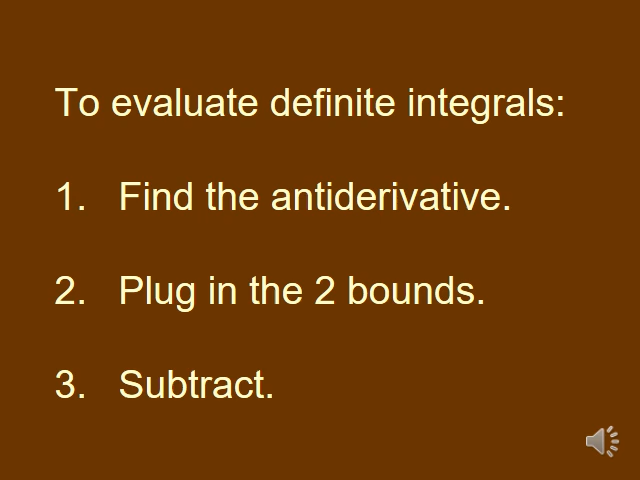 To evaluate definite integrals:
1. Find the antiderivative.
2. Plug in the 2 bounds.
3. Subtract.